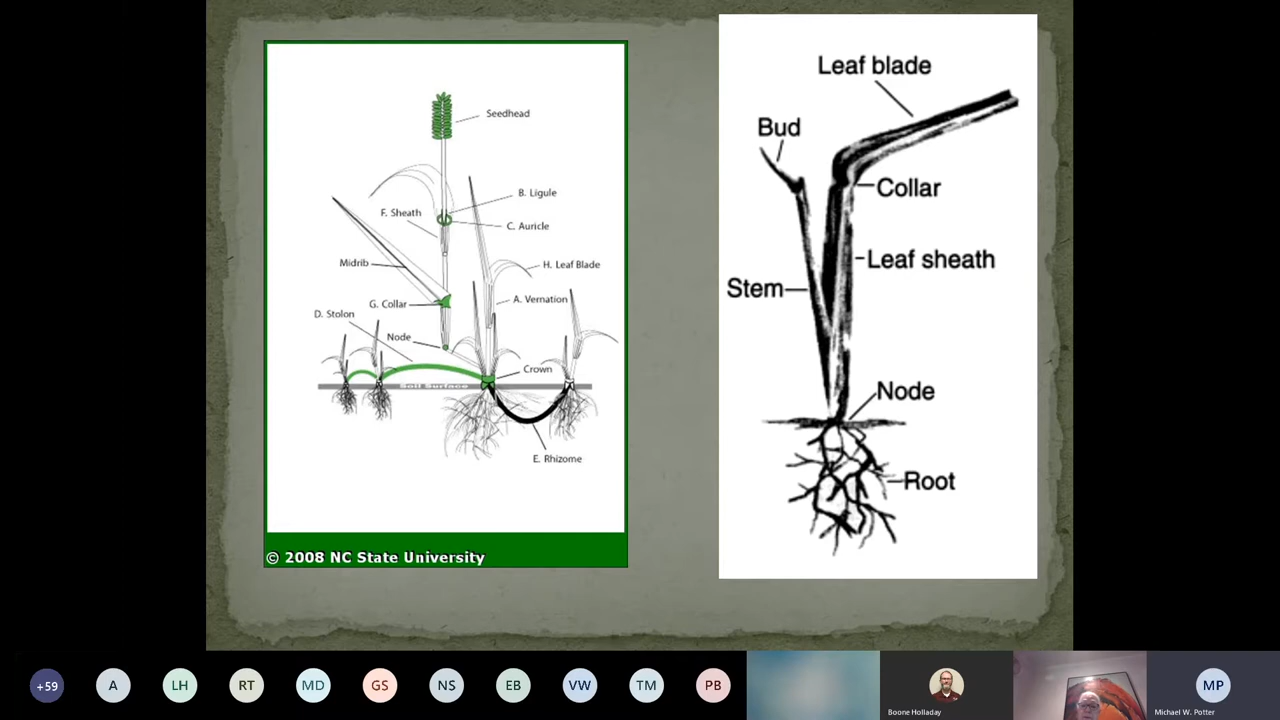 Seedhead
B. Ligule
F. Sheath
C. Auricle
Midrib
H. Leaf Blade
G. Collar
A. Vernation
D. Stolon
Node
Crown
Soil Surface
E. Rhizome
© 2008 NC State University
Leaf blade
Bud
Collar
Leaf sheath
Stem
Node
Root
+59
A
LH
RT
MD
GS
NS
EB
VW
TM
PB
Boone Holladay
MP
Michael W. Potter